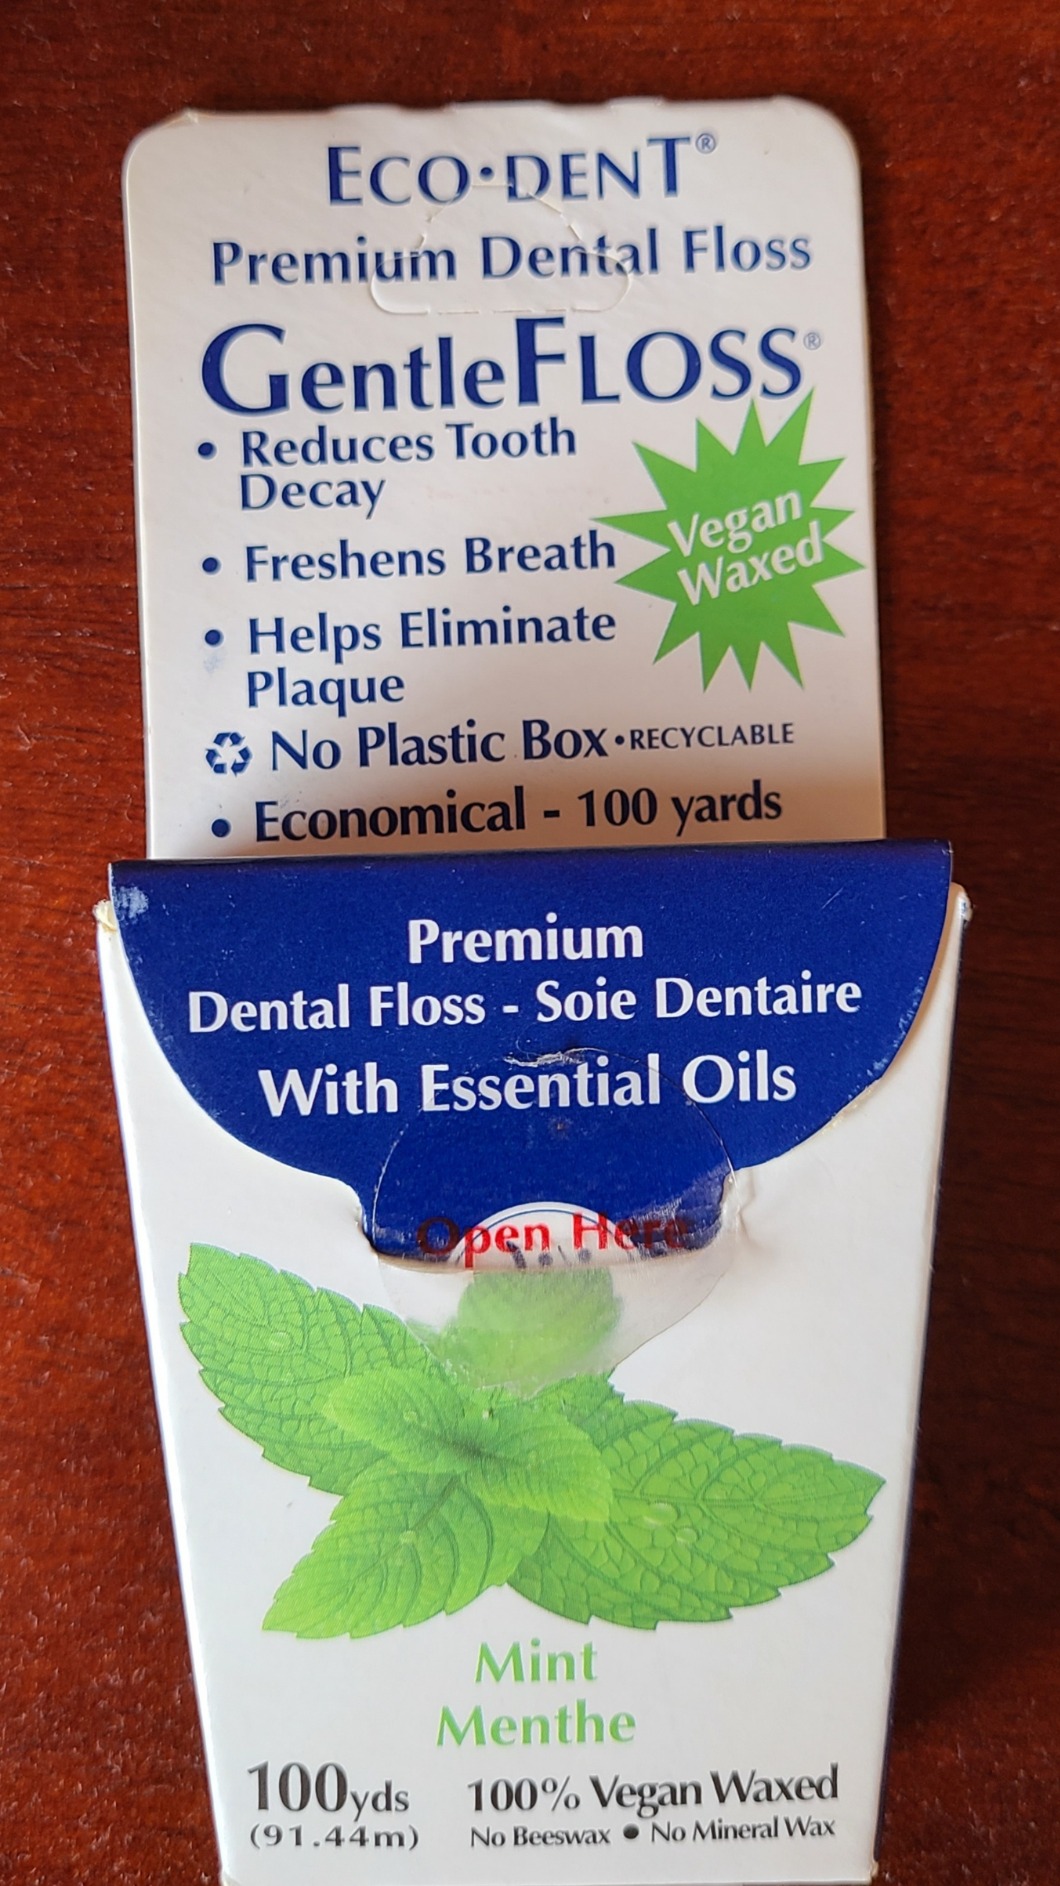 ECO•DENT®
Premium Dental Floss
GentleFLOSS®
• Reduces Tooth
Decay
• Freshens Breath
• Helps Eliminate
Plaque
Vegan
Waxed
No Plastic Box • RECYCLABLE
• Economical - 100 yards
Premium
Dental Floss - Soie Dentaire
With Essential Oils
Open Here
Mint
Menthe
100yds
(91.44m)
100% Vegan Waxed
No Beeswax • No Mineral Wax